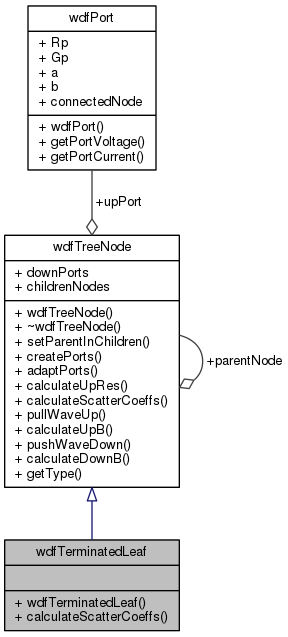 wdfPort
+ Rp
+ Gp
+ a
+ b
+ connectedNode
+ wdfPort()
+ getPortVoltage()
+ getPortCurrent()
+upPort
wdfTreeNode
+ downPorts
+ childrenNodes
+ wdfTreeNode()
+ ~wdfTreeNode()
+ setParentInChildren()
+ createPorts()
+ adaptPorts()
+ calculateUpRes()
+ calculateScatterCoeffs()
+ pullWaveUp()
+ calculateUpB()
+ pushWaveDown()
+ calculateDownB()
+ getType()
+parentNode
wdfTerminatedLeaf
+ wdfTerminatedLeaf()
+ calculateScatterCoeffs()